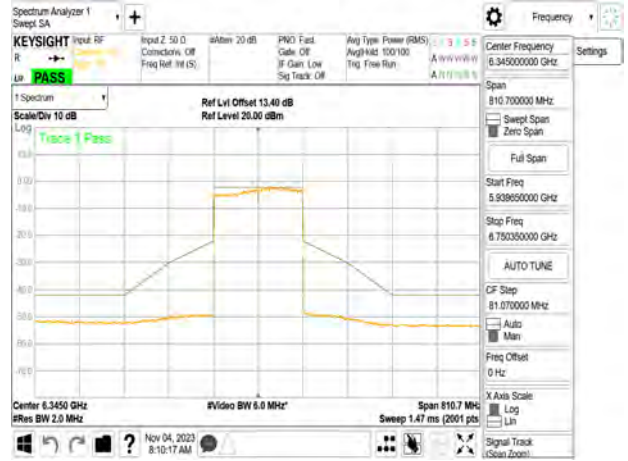 Spectrum Analyzer 1
Swept SA
+
Frequency
KEYSIGHT
Input: RF
Input Z: 50 Ω
Corrections: Off
Freq Ref: Int (S)
#Atten: 20 dB
PNO: Fast
Gate: Off
IF Gain: Low
Sig Track: Off
Avg Type: Power (RMS)
Avg|Hold: 100/100
Trig: Free Run
R
PASS
Settings
Center Frequency
6.345000000 GHz
Span
810.700000 MHz
Swept Span
Zero Span
Full Span
Start Freq
5.939650000 GHz
Stop Freq
6.750350000 GHz
AUTO TUNE
CF Step
81.070000 MHz
Auto
Man
Freq Offset
0 Hz
X Axis Scale
Log
Lin
Signal Track
(Span Zoom)
1 Spectrum
Scale/Div 10 dB
Ref Lvl Offset 13.40 dB
Ref Level 20.00 dBm
Log
Trace 1 Pass
10.0
0.00
Center 6.3450 GHz
#Res BW 2.0 MHz
#Video BW 6.0 MHz*
Span 810.7 MHz
Sweep 1.47 ms (2001 pts)
?
Nov 04, 2023
8:10:17 AM